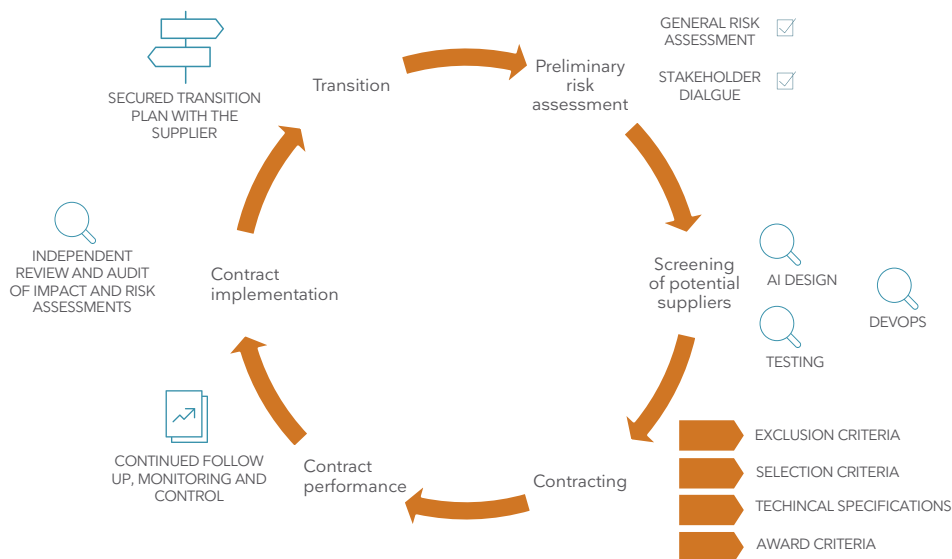 GENERAL RISK
ASSESSMENT
STAKEHOLDER
DIALGUE
Preliminary
risk
assessment
Transition
SECURED TRANSITION
PLAN WITH THE
SUPPLIER
Screening
of potential
suppliers
AI DESIGN
DEVOPS
TESTING
INDEPENDENT
REVIEW AND AUDIT
OF IMPACT AND RISK
ASSESSMENTS
Contract
implementation
EXCLUSION CRITERIA
SELECTION CRITERIA
TECHINCAL SPECIFICATIONS
AWARD CRITERIA
Contracting
Contract
performance
CONTINUED FOLLOW
UP, MONITORING AND
CONTROL